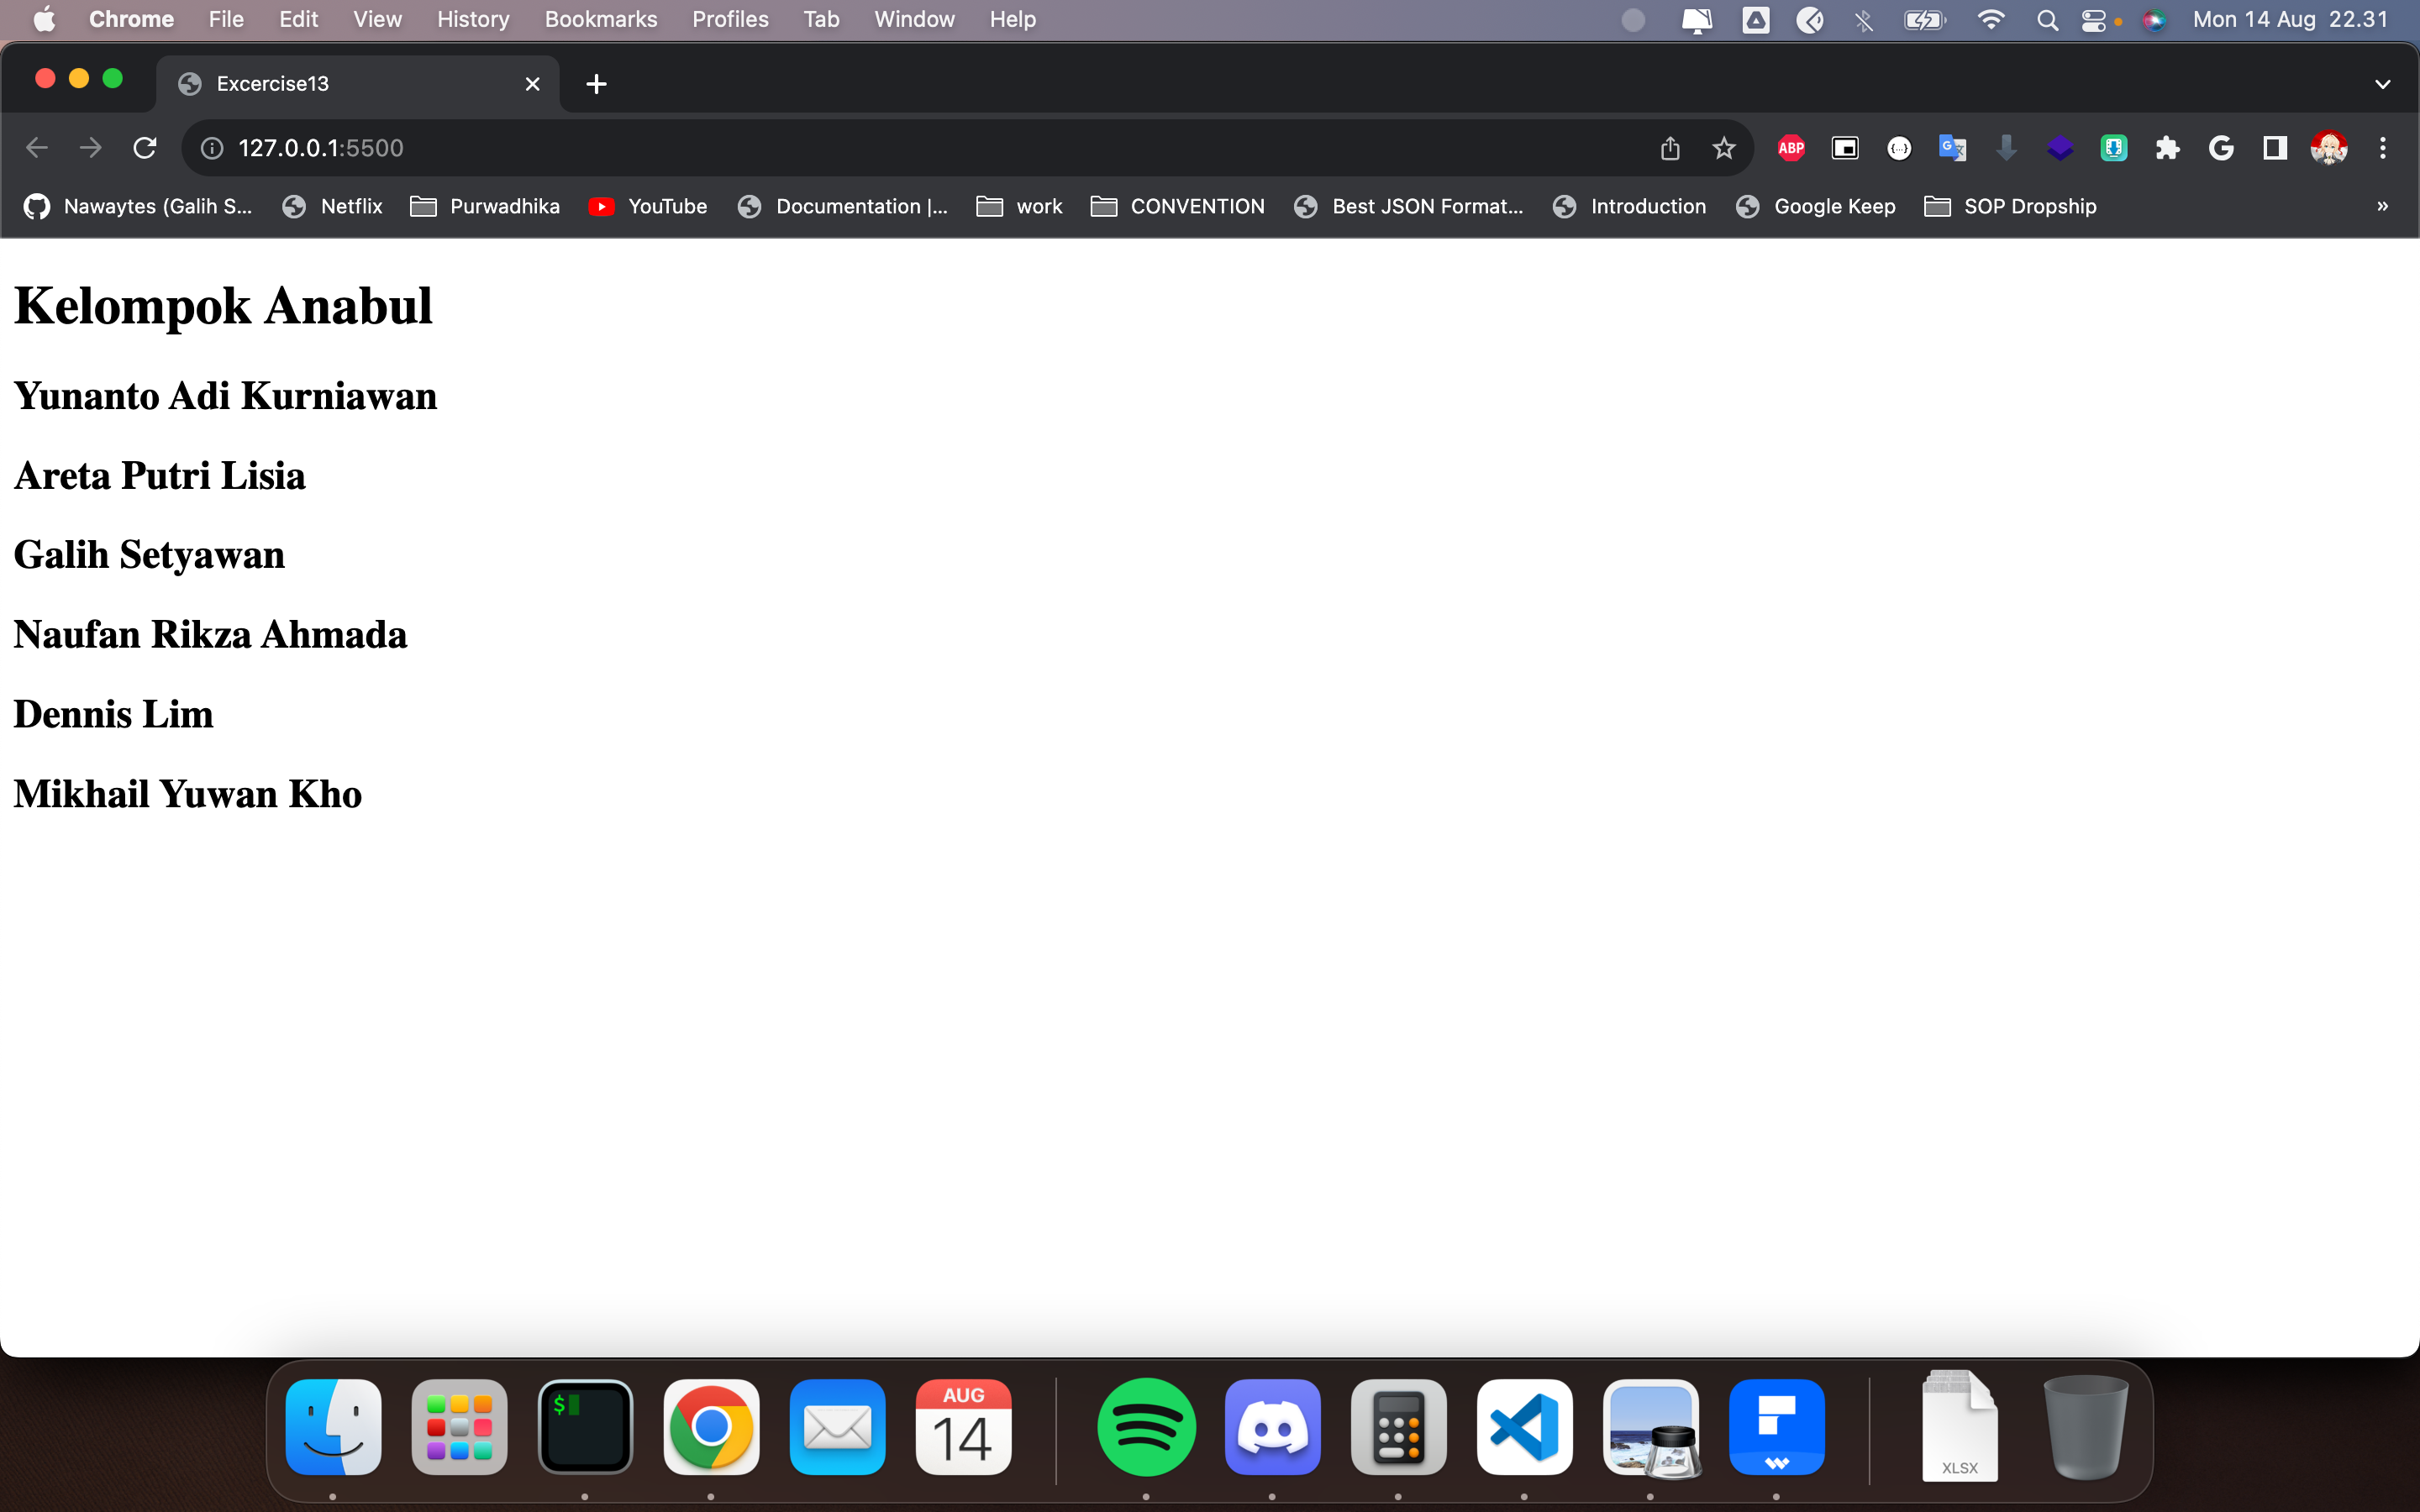 Chrome File Edit View History Bookmarks Profiles Tab Window Help Mon 14 Aug 22.31
Excercise13
127.0.0.1:5500
ABP
Nawaytes (Galih S... Netflix Purwadhika YouTube Documentation |... work CONVENTION Best JSON Format... Introduction Google Keep SOP Dropship »
Kelompok Anabul
Yunanto Adi Kurniawan
Areta Putri Lisia
Galih Setyawan
Naufan Rikza Ahmada
Dennis Lim
Mikhail Yuwan Kho
$
AUG
14
XLSX